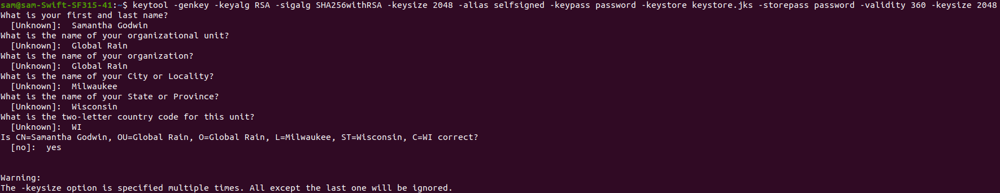 sam@sam-Swift-SF315-41:~$ keytool -genkey -keyalg RSA -sigalg SHA256withRSA -keysize 2048 -alias selfsigned -keypass password -keystore keystore.jks -storepass password -validity 360 -keysize 2048
What is your first and last name?
  [Unknown]:  Samantha Godwin
What is the name of your organizational unit?
  [Unknown]:  Global Rain
What is the name of your organization?
  [Unknown]:  Global Rain
What is the name of your City or Locality?
  [Unknown]:  Milwaukee
What is the name of your State or Province?
  [Unknown]:  Wisconsin
What is the two-letter country code for this unit?
  [Unknown]:  WI
Is CN=Samantha Godwin, OU=Global Rain, O=Global Rain, L=Milwaukee, ST=Wisconsin, C=WI correct?
  [no]:  yes
Warning:
The -keysize option is specified multiple times. All except the last one will be ignored.